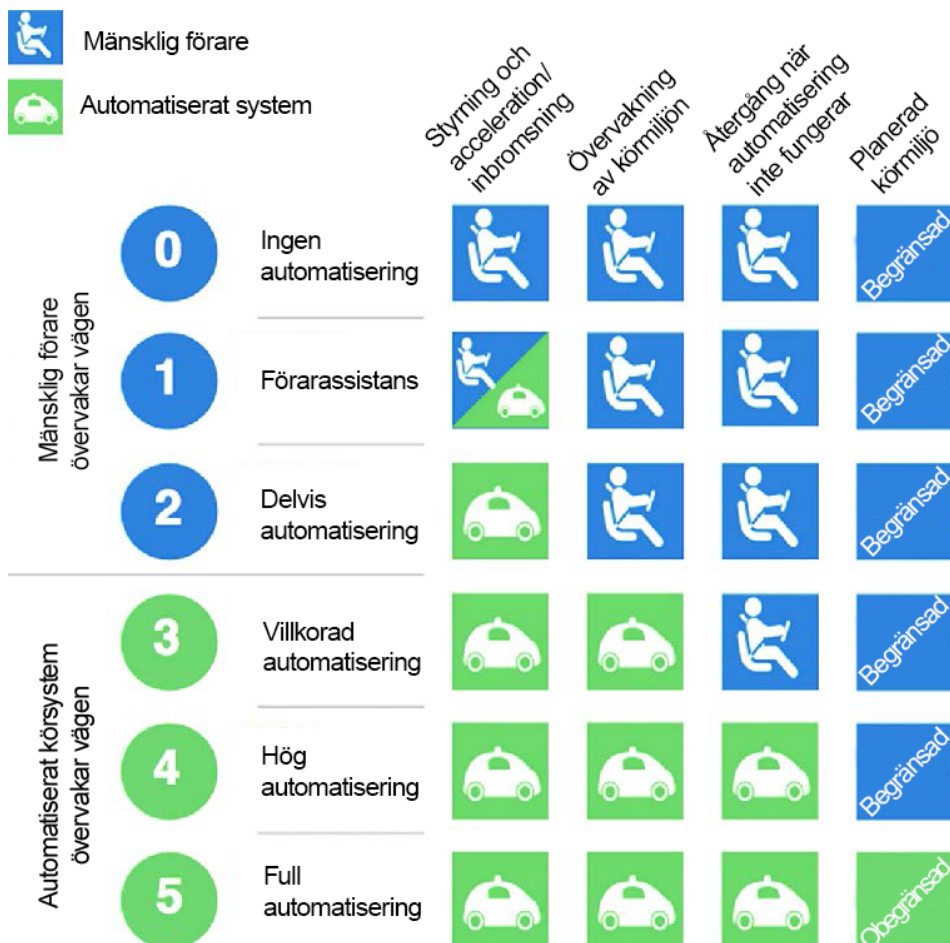 Mänsklig förare
Automatiserat system
Styrning och
acceleration/
inbromsning
Övervakning
av körmiljön
Återgång när
automatisering
inte fungerar
Planerad
körmiljö
Mänsklig förare
övervakar vägen
0
Ingen
automatisering
Begränsad
1
Förarassistans
Begränsad
2
Delvis
automatisering
Begränsad
Automatiserat körsystem
övervakar vägen
3
Villkorad
automatisering
Begränsad
4
Hög
automatisering
Begränsad
5
Full
automatisering
Obegränsad